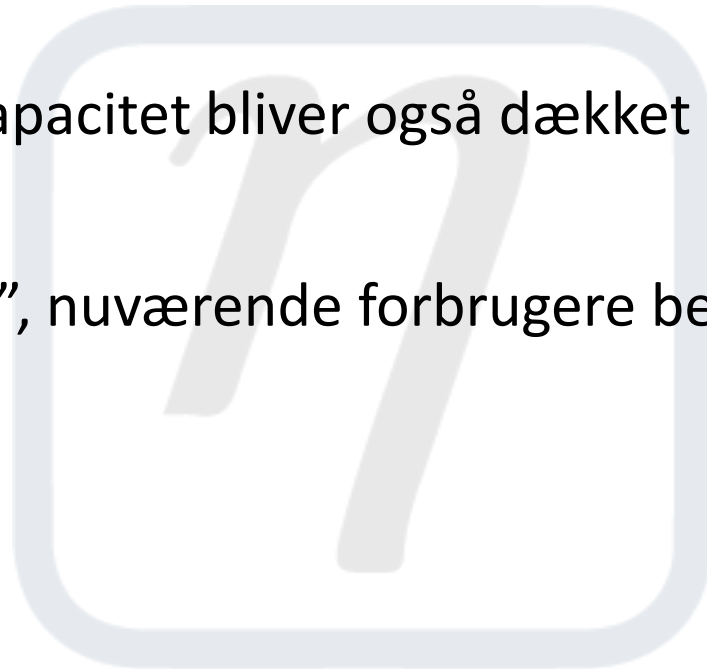 apacitet bliver også dækket
”, nuværende forbrugere be
η